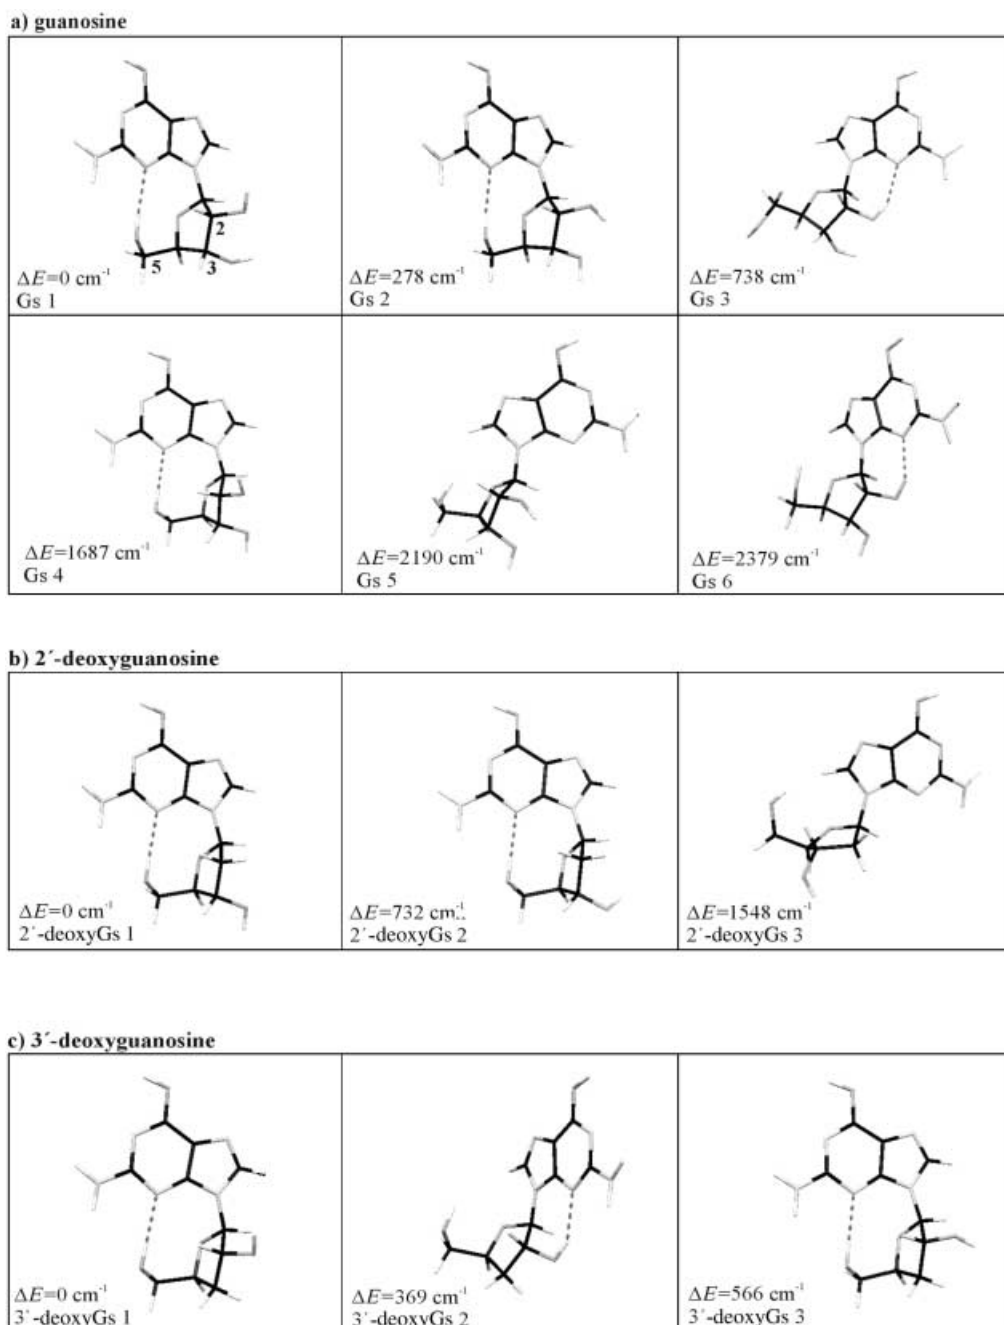 a) guanosine
2
5
3
ΔE=0 cm⁻¹
Gs 1
ΔE=278 cm⁻¹
Gs 2
ΔE=738 cm⁻¹
Gs 3
ΔE=1687 cm⁻¹
Gs 4
ΔE=2190 cm⁻¹
Gs 5
ΔE=2379 cm⁻¹
Gs 6
b) 2´-deoxyguanosine
ΔE=0 cm⁻¹
2´-deoxyGs 1
ΔE=732 cm⁻¹
2´-deoxyGs 2
ΔE=1548 cm⁻¹
2´-deoxyGs 3
c) 3´-deoxyguanosine
ΔE=0 cm⁻¹
3´-deoxyGs 1
ΔE=369 cm⁻¹
3´-deoxyGs 2
ΔE=566 cm⁻¹
3´-deoxyGs 3